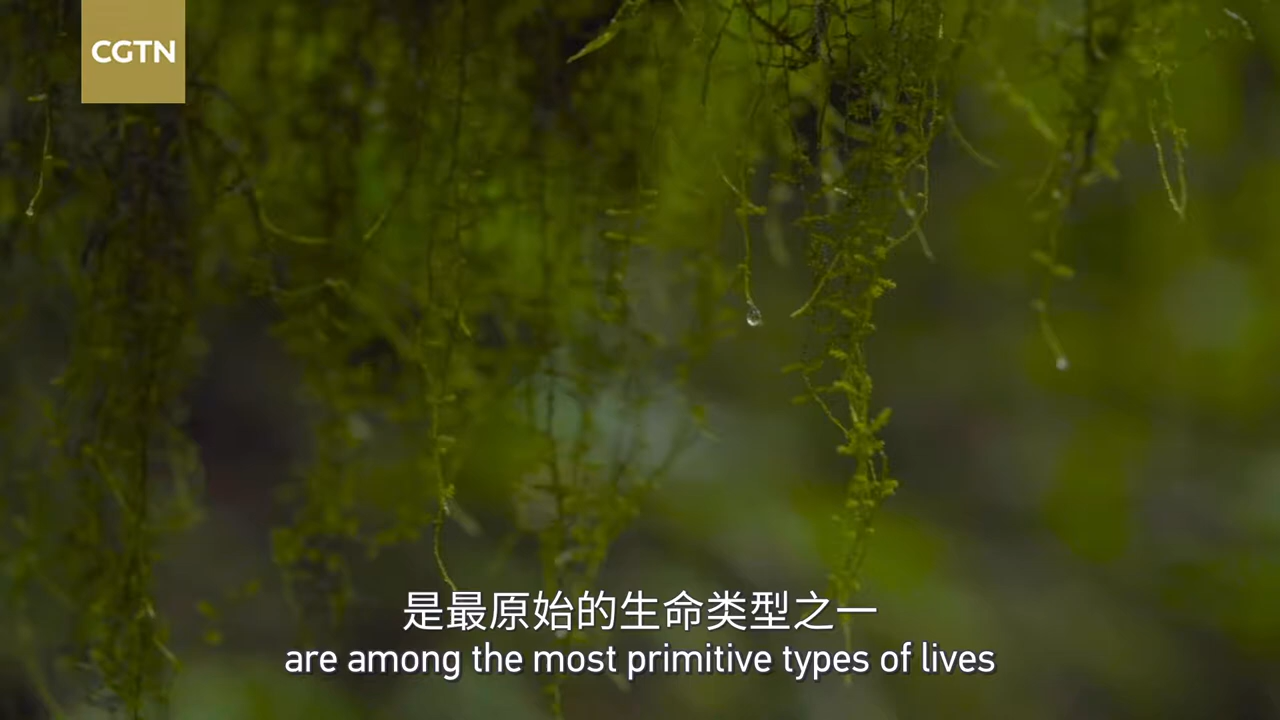 CGTN
是最原始的生命类型之一
are among the most primitive types of lives